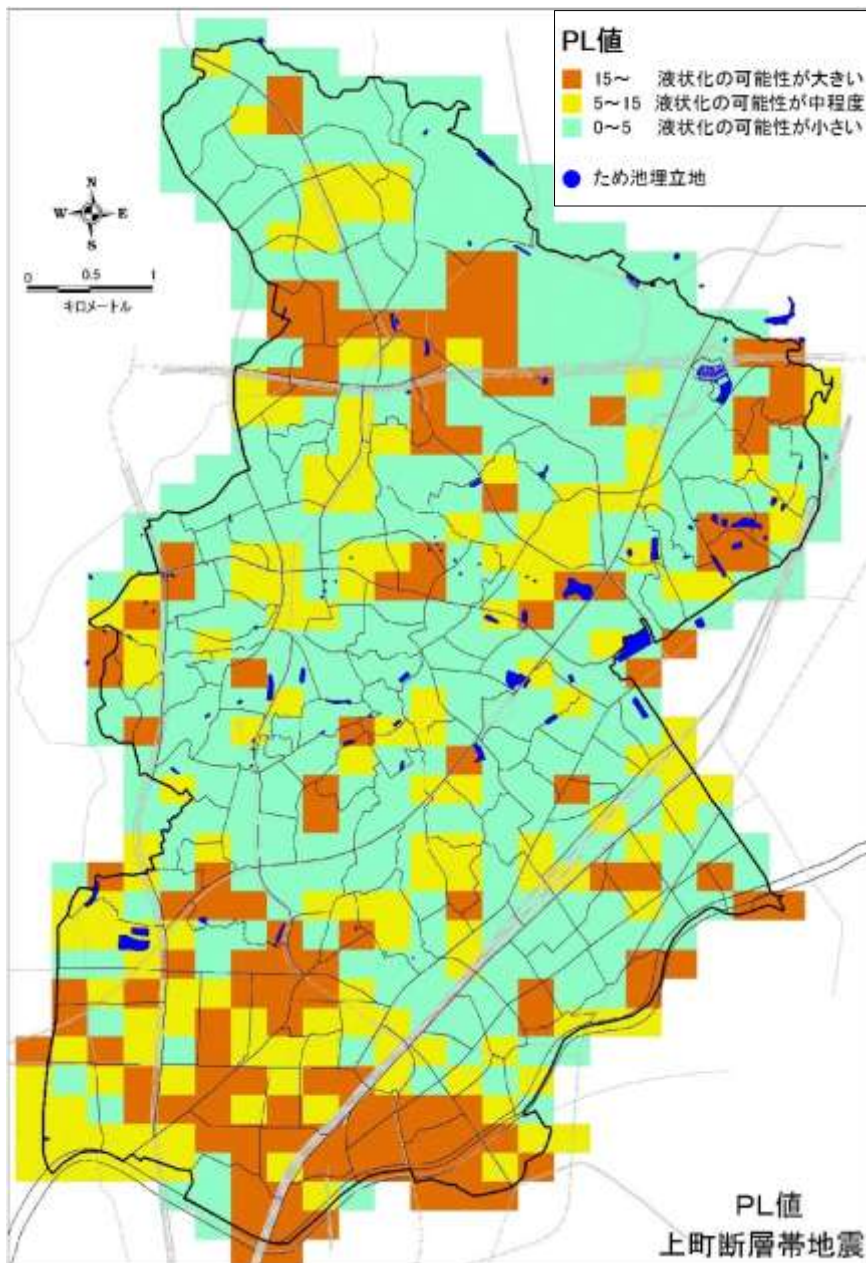 PL値
15～ 液状化の可能性が大きい
5～15 液状化の可能性が中程度
0～5 液状化の可能性が小さい
ため池埋立地
N
W E
S
0 0.5 1
キロメートル
PL値
上町断層帯地震